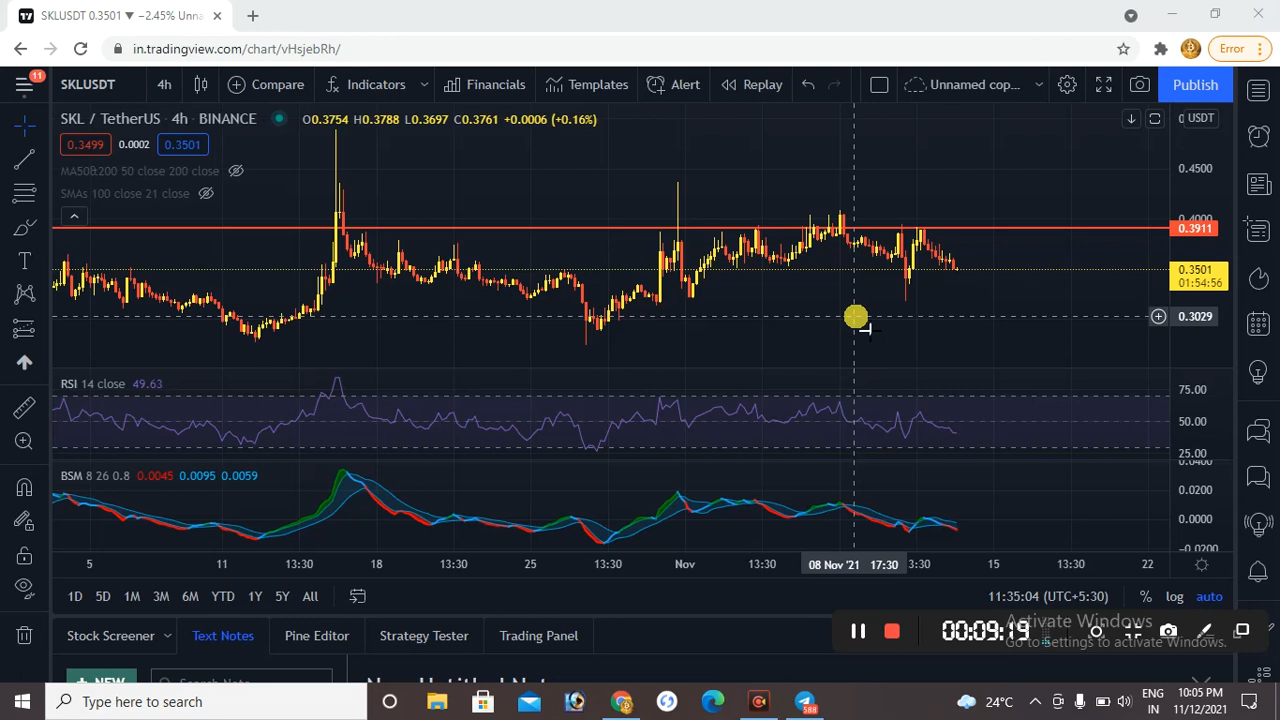 SKLUSDT 0.3501 ▼ −2.45% Unna
in.tradingview.com/chart/vHsjebRh/
Error
11
SKLUSDT 4h Compare Indicators Financials Templates Alert Replay Unnamed cop... Publish
SKL / TetherUS · 4h · BINANCE O0.3754 H0.3788 L0.3697 C0.3761 +0.0006 (+0.16%)
USDT
0.3499 0.0002 0.3501
MA50&200 50 close 200 close
SMAs 100 close 21 close
0.4500
0.4000
0.3911
0.3501
01:54:56
0.3029
RSI 14 close 49.63
75.00
50.00
25.00
BSM 8 26 0.8 0.0045 0.0095 0.0059
0.0400
0.0200
0.0000
-0.0200
5 11 13:30 18 13:30 25 13:30 Nov 13:30 08 Nov '21 17:30 3:30 15 13:30 22
1D 5D 1M 3M 6M YTD 1Y 5Y All 11:35:04 (UTC+5:30) % log auto
Stock Screener Text Notes Pine Editor Strategy Tester Trading Panel
00:09:19
Activate Windows
Go to Settings to activate Windows.
NEW Search Note New Untitled Note
Type here to search
588
24°C
ENG
IN
10:05 PM
11/12/2021